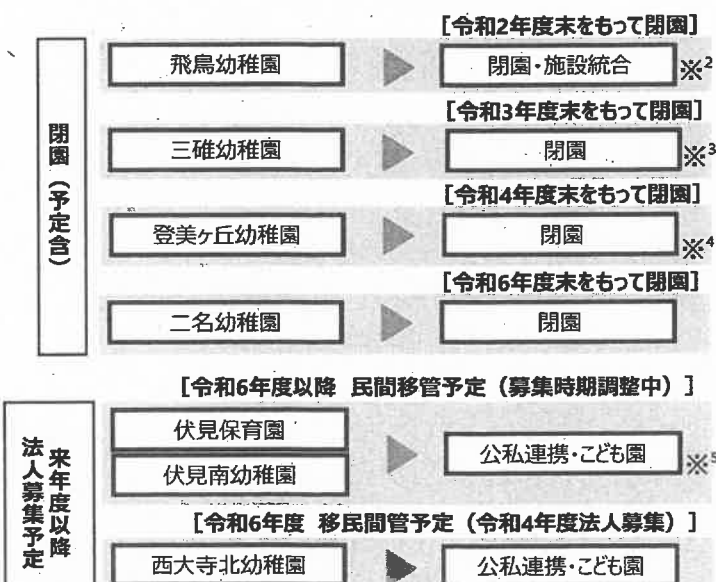 閉園（予定含）
[令和2年度末をもって閉園]
飛鳥幼稚園
閉園・施設統合
※2
[令和3年度末をもって閉園]
三碓幼稚園
閉園
※3
[令和4年度末をもって閉園]
登美ヶ丘幼稚園
閉園
※4
[令和6年度末をもって閉園]
二名幼稚園
閉園
来年度以降
法人募集予定
[令和6年度以降 民間移管予定（募集時期調整中）]
伏見保育園
伏見南幼稚園
公私連携・こども園
※5
[令和6年度 移民間管予定（令和4年度法人募集）]
西大寺北幼稚園
公私連携・こども園